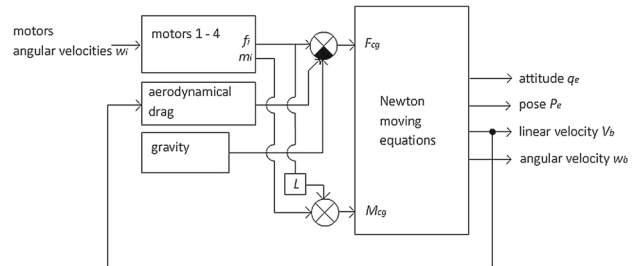 motors
angular velocities wi
motors 1 - 4
fi
mi
aerodynamical
drag
gravity
L
Fcg
Mcg
Newton
moving
equations
attitude qe
pose Pe
linear velocity Vb
angular velocity wb